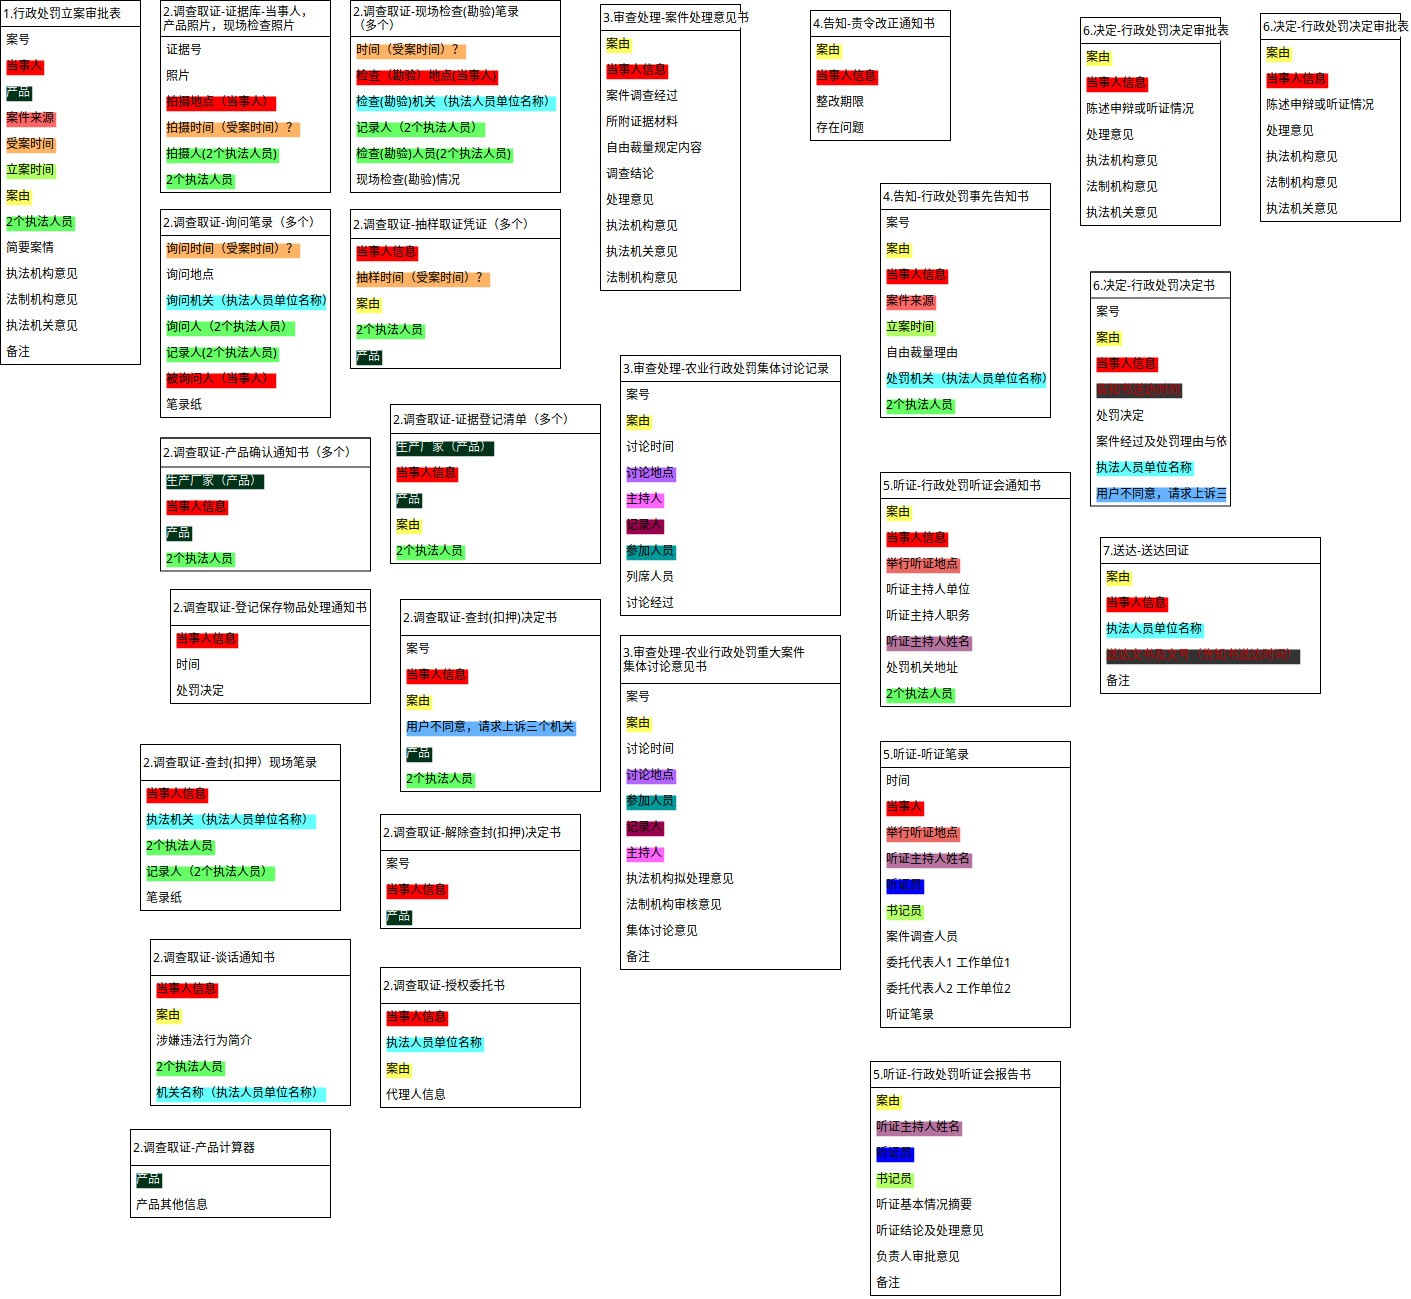 1.行政处罚立案审批表
案号
当事人
产品
案件来源
受案时间
立案时间
案由
2个执法人员
简要案情
执法机构意见
法制机构意见
执法机关意见
备注
2.调查取证-证据库-当事人，
产品照片，现场检查照片
证据号
照片
拍摄地点（当事人）
拍摄时间（受案时间）？
拍摄人(2个执法人员)
2个执法人员
2.调查取证-现场检查(勘验)笔录
（多个）
时间（受案时间）？
检查（勘验）地点(当事人)
检查(勘验)机关（执法人员单位名称）
记录人（2个执法人员）
检查(勘验)人员(2个执法人员)
现场检查(勘验)情况
2.调查取证-询问笔录（多个）
询问时间（受案时间）？
询问地点
询问机关（执法人员单位名称）
询问人（2个执法人员）
记录人(2个执法人员)
被询问人（当事人）
笔录纸
2.调查取证-抽样取证凭证（多个）
当事人信息
抽样时间（受案时间）？
案由
2个执法人员
产品
2.调查取证-产品确认通知书（多个）
生产厂家（产品）
当事人信息
产品
2个执法人员
2.调查取证-证据登记清单（多个）
生产厂家（产品）
当事人信息
产品
案由
2个执法人员
2.调查取证-登记保存物品处理通知书
当事人信息
时间
处罚决定
2.调查取证-查封(扣押)决定书
案号
当事人信息
案由
用户不同意，请求上诉三个机关
产品
2个执法人员
2.调查取证-查封(扣押）现场笔录
当事人信息
执法机关（执法人员单位名称）
2个执法人员
记录人（2个执法人员）
笔录纸
2.调查取证-解除查封(扣押)决定书
案号
当事人信息
产品
2.调查取证-谈话通知书
当事人信息
案由
涉嫌违法行为简介
2个执法人员
机关名称（执法人员单位名称）
2.调查取证-授权委托书
当事人信息
执法人员单位名称
案由
代理人信息
2.调查取证-产品计算器
产品
产品其他信息
3.审查处理-案件处理意见书
案由
当事人信息
案件调查经过
所附证据材料
自由裁量规定内容
调查结论
处理意见
执法机构意见
执法机关意见
法制机构意见
3.审查处理-农业行政处罚集体讨论记录
案号
案由
讨论时间
讨论地点
主持人
记录人
参加人员
列席人员
讨论经过
3.审查处理-农业行政处罚重大案件
集体讨论意见书
案号
案由
讨论时间
讨论地点
参加人员
记录人
主持人
执法机构拟处理意见
法制机构审核意见
集体讨论意见
备注
4.告知-责令改正通知书
案由
当事人信息
整改期限
存在问题
4.告知-行政处罚事先告知书
案号
案由
当事人信息
案件来源
立案时间
自由裁量理由
处罚机关（执法人员单位名称）
2个执法人员
5.听证-行政处罚听证会通知书
案由
当事人信息
举行听证地点
听证主持人单位
听证主持人职务
听证主持人姓名
处罚机关地址
2个执法人员
5.听证-听证笔录
时间
当事人
举行听证地点
听证主持人姓名
听证员
书记员
案件调查人员
委托代表人1 工作单位1
委托代表人2 工作单位2
听证笔录
5.听证-行政处罚听证会报告书
案由
听证主持人姓名
听证员
书记员
听证基本情况摘要
听证结论及处理意见
负责人审批意见
备注
6.决定-行政处罚决定审批表
案由
当事人信息
陈述申辩或听证情况
处理意见
执法机构意见
法制机构意见
执法机关意见
6.决定-行政处罚决定审批表
案由
当事人信息
陈述申辩或听证情况
处理意见
执法机构意见
法制机构意见
执法机关意见
6.决定-行政处罚决定书
案号
案由
当事人信息
告知书送达时间
处罚决定
案件经过及处罚理由与依
执法人员单位名称
用户不同意，请求上诉三
7.送达-送达回证
案由
当事人信息
执法人员单位名称
备注